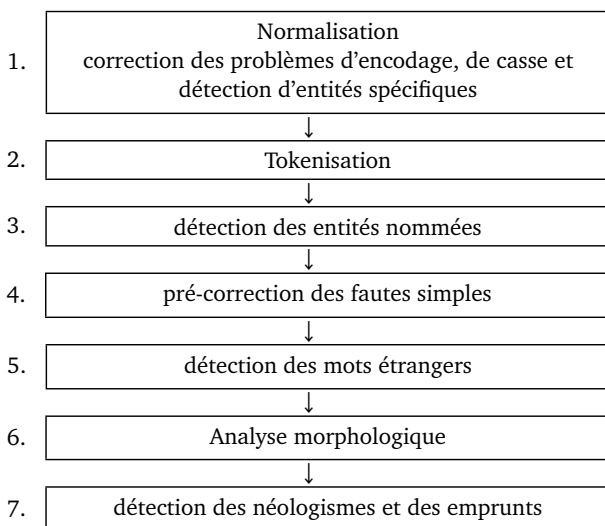 Normalisation
1. correction des problèmes d'encodage, de casse et
détection d'entités spécifiques
↓
2. Tokenisation
↓
3. détection des entités nommées
↓
4. pré-correction des fautes simples
↓
5. détection des mots étrangers
↓
6. Analyse morphologique
↓
7. détection des néologismes et des emprunts